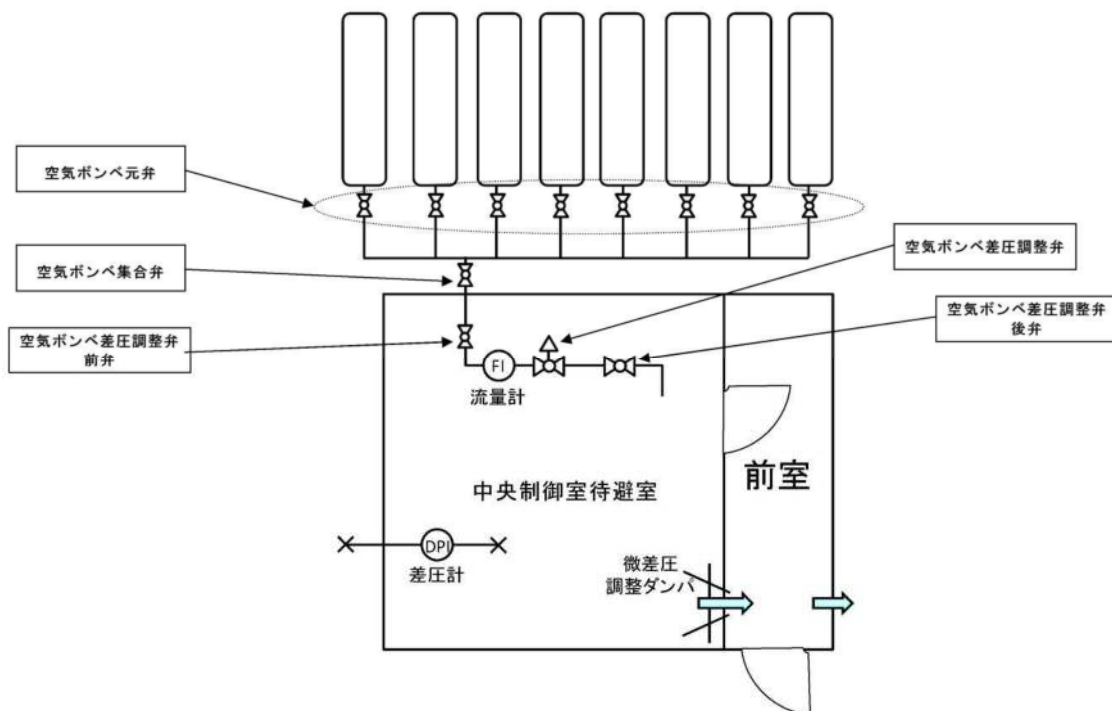 空気ボンベ元弁
空気ボンベ集合弁
空気ボンベ差圧調整弁
空気ボンベ差圧調整弁
前弁
空気ボンベ差圧調整弁
後弁
FI
流量計
前室
中央制御室待避室
DPI
差圧計
微差圧
調整ダンパ